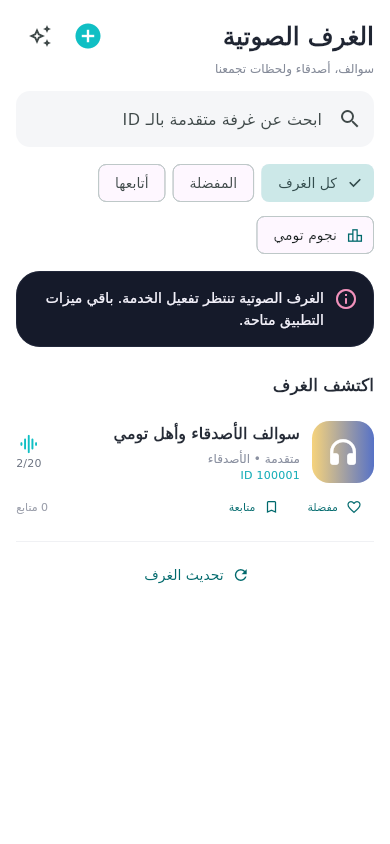 الغرف الصوتية
سوالف، أصدقاء ولحظات تجمعنا
ابحث عن غرفة متقدمة بالـ ID
كل الغرف
المفضلة
أتابعها
نجوم تومي
الغرف الصوتية تنتظر تفعيل الخدمة. باقي ميزات
التطبيق متاحة.
اكتشف الغرف
سوالف الأصدقاء وأهل تومي
متقدمة • الأصدقاء
ID 100001
2/20
مفضلة
متابعة
0 متابع
تحديث الغرف